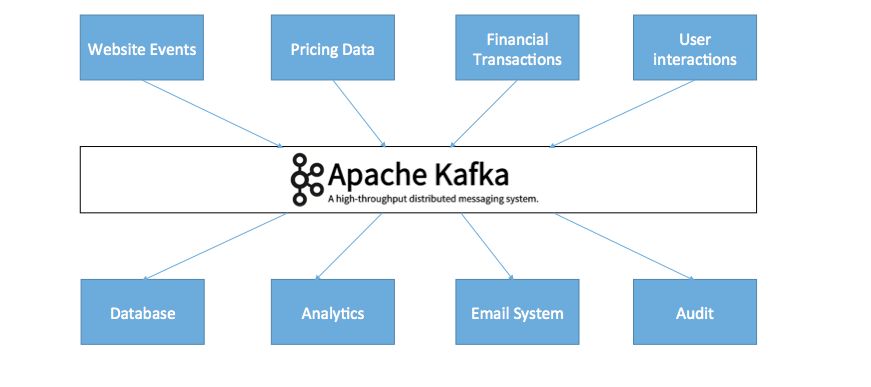 Website Events
Pricing Data
Financial
Transactions
User
interactions
Apache Kafka
A high-throughput distributed messaging system.
Database
Analytics
Email System
Audit